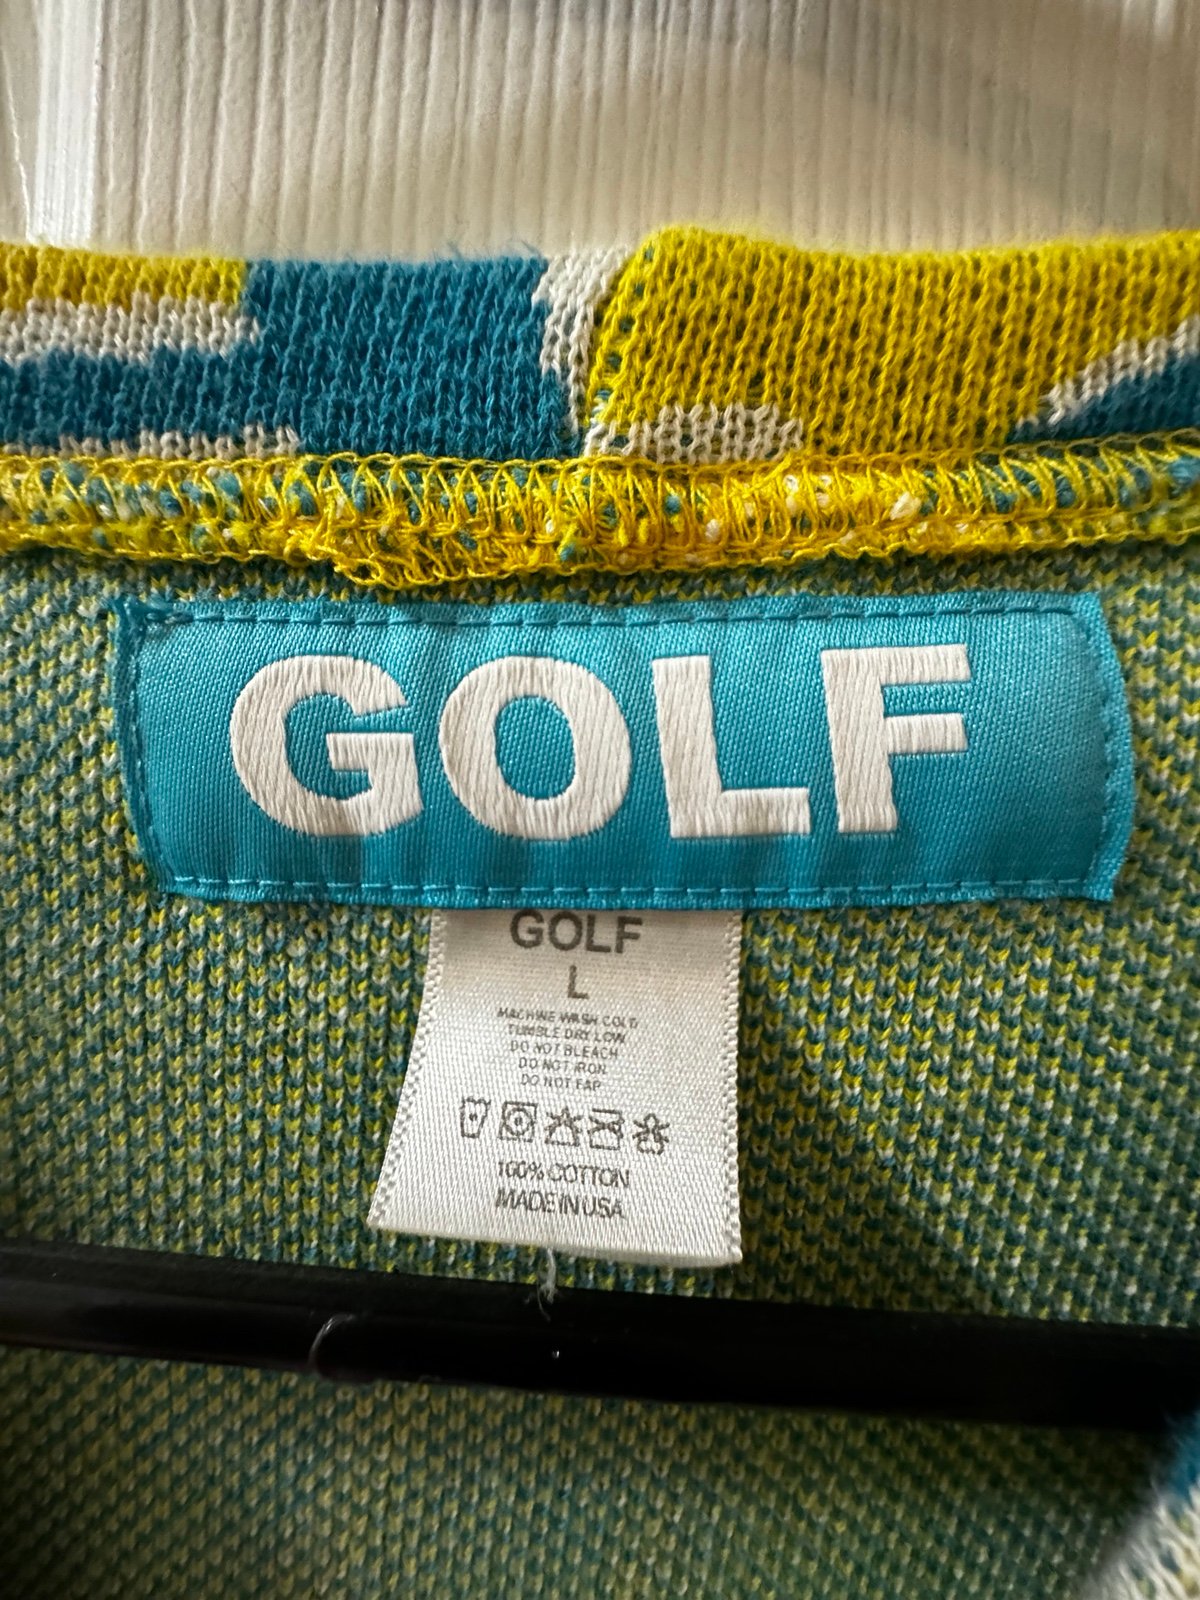 GOLF
GOLF
L
MACHINE WASH COLD
TUMBLE DRY LOW
DO NOT BLEACH
DO NOT IRON
DO NOT FAP
100% COTTON
MADE IN USA